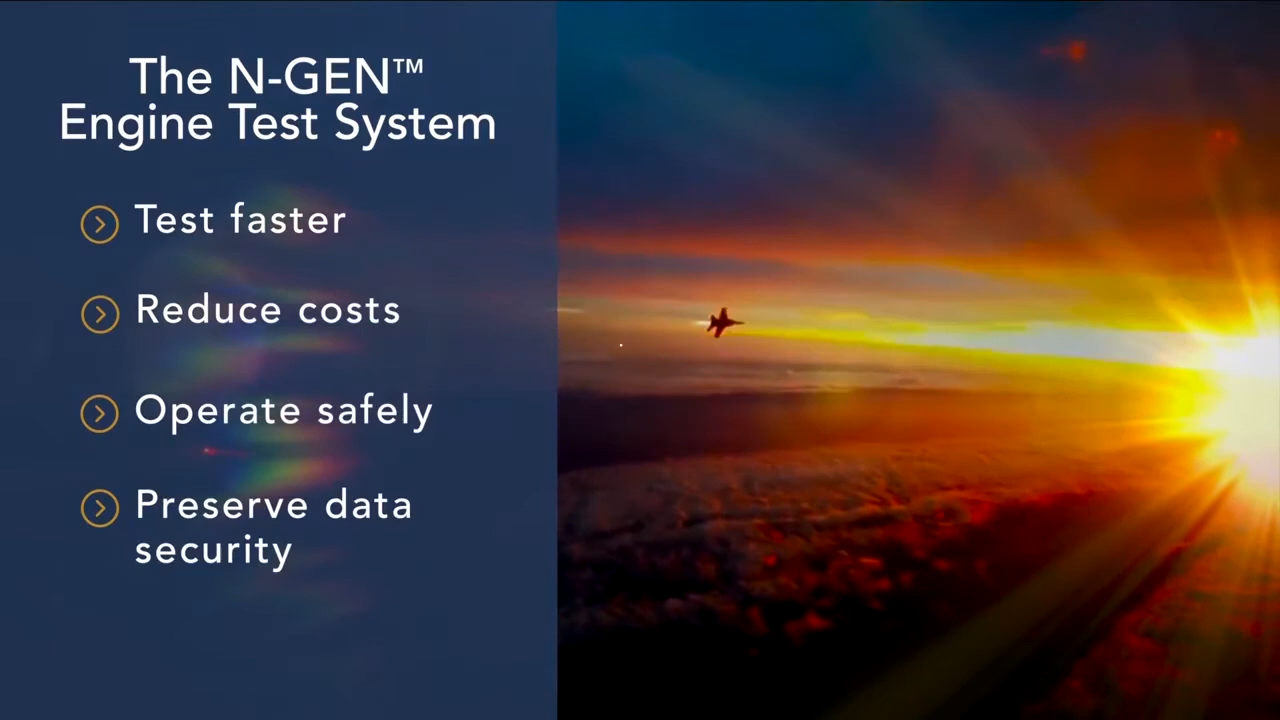 The N-GEN™
Engine Test System
Test faster
Reduce costs
Operate safely
Preserve data
security